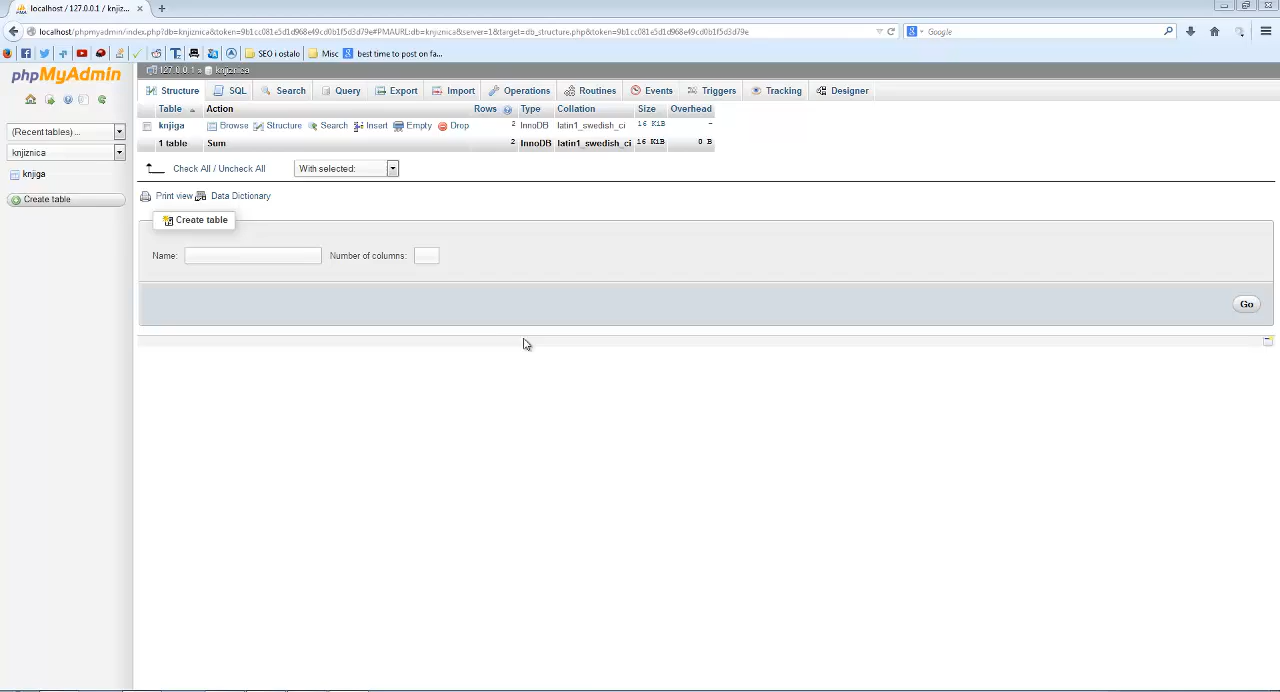 localhost / 127.0.0.1 / knjiz...
localhost/phpmyadmin/index.php?db=knjiznica&token=9b1cc081e5d1d968e49cd0b1f5d3d79e#PMAURL:db=knjiznica&server=1&target=db_structure.php&token=9b1cc081e5d1d968e49cd0b1f5d3d79e
Google
SEO i ostalo Misc best time to post on fa...
phpMyAdmin
127.0.0.1 » knjiznica
Structure SQL Search Query Export Import Operations Routines Events Triggers Tracking Designer
Table Action Rows Type Collation Size Overhead
knjiga Browse Structure Search Insert Empty Drop 2 InnoDB latin1_swedish_ci 16 KiB -
1 table Sum 2 InnoDB latin1_swedish_ci 16 KiB 0 B
(Recent tables) ...
knjiznica
knjiga
Create table
Check All / Uncheck All With selected:
Print view Data Dictionary
Create table
Name: Number of columns:
Go